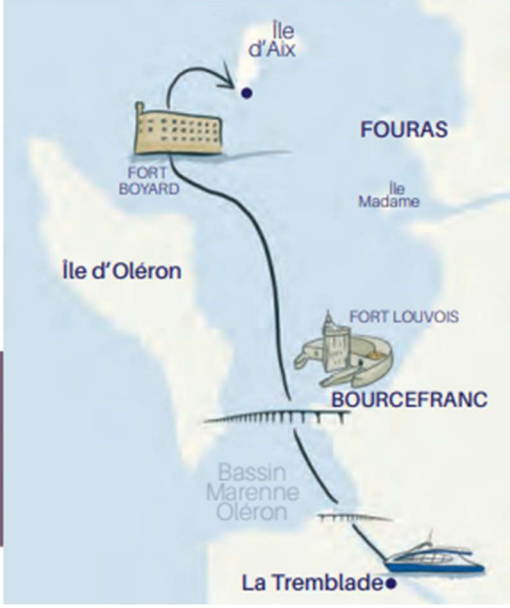 Île
d'Aix
FOURAS
FORT
BOYARD
Île
Madame
Île d'Oléron
FORT LOUVOIS
BOURCEFRANC
Bassin
Marenne
Oléron
La Tremblade